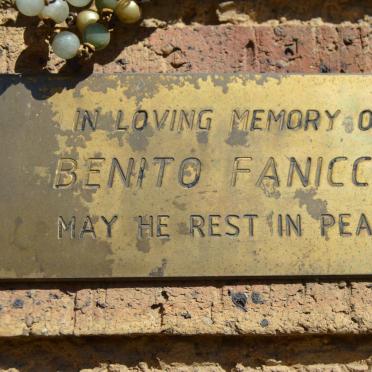 IN LOVING MEMORY O
BENITO FANICC
MAY HE REST IN PEA